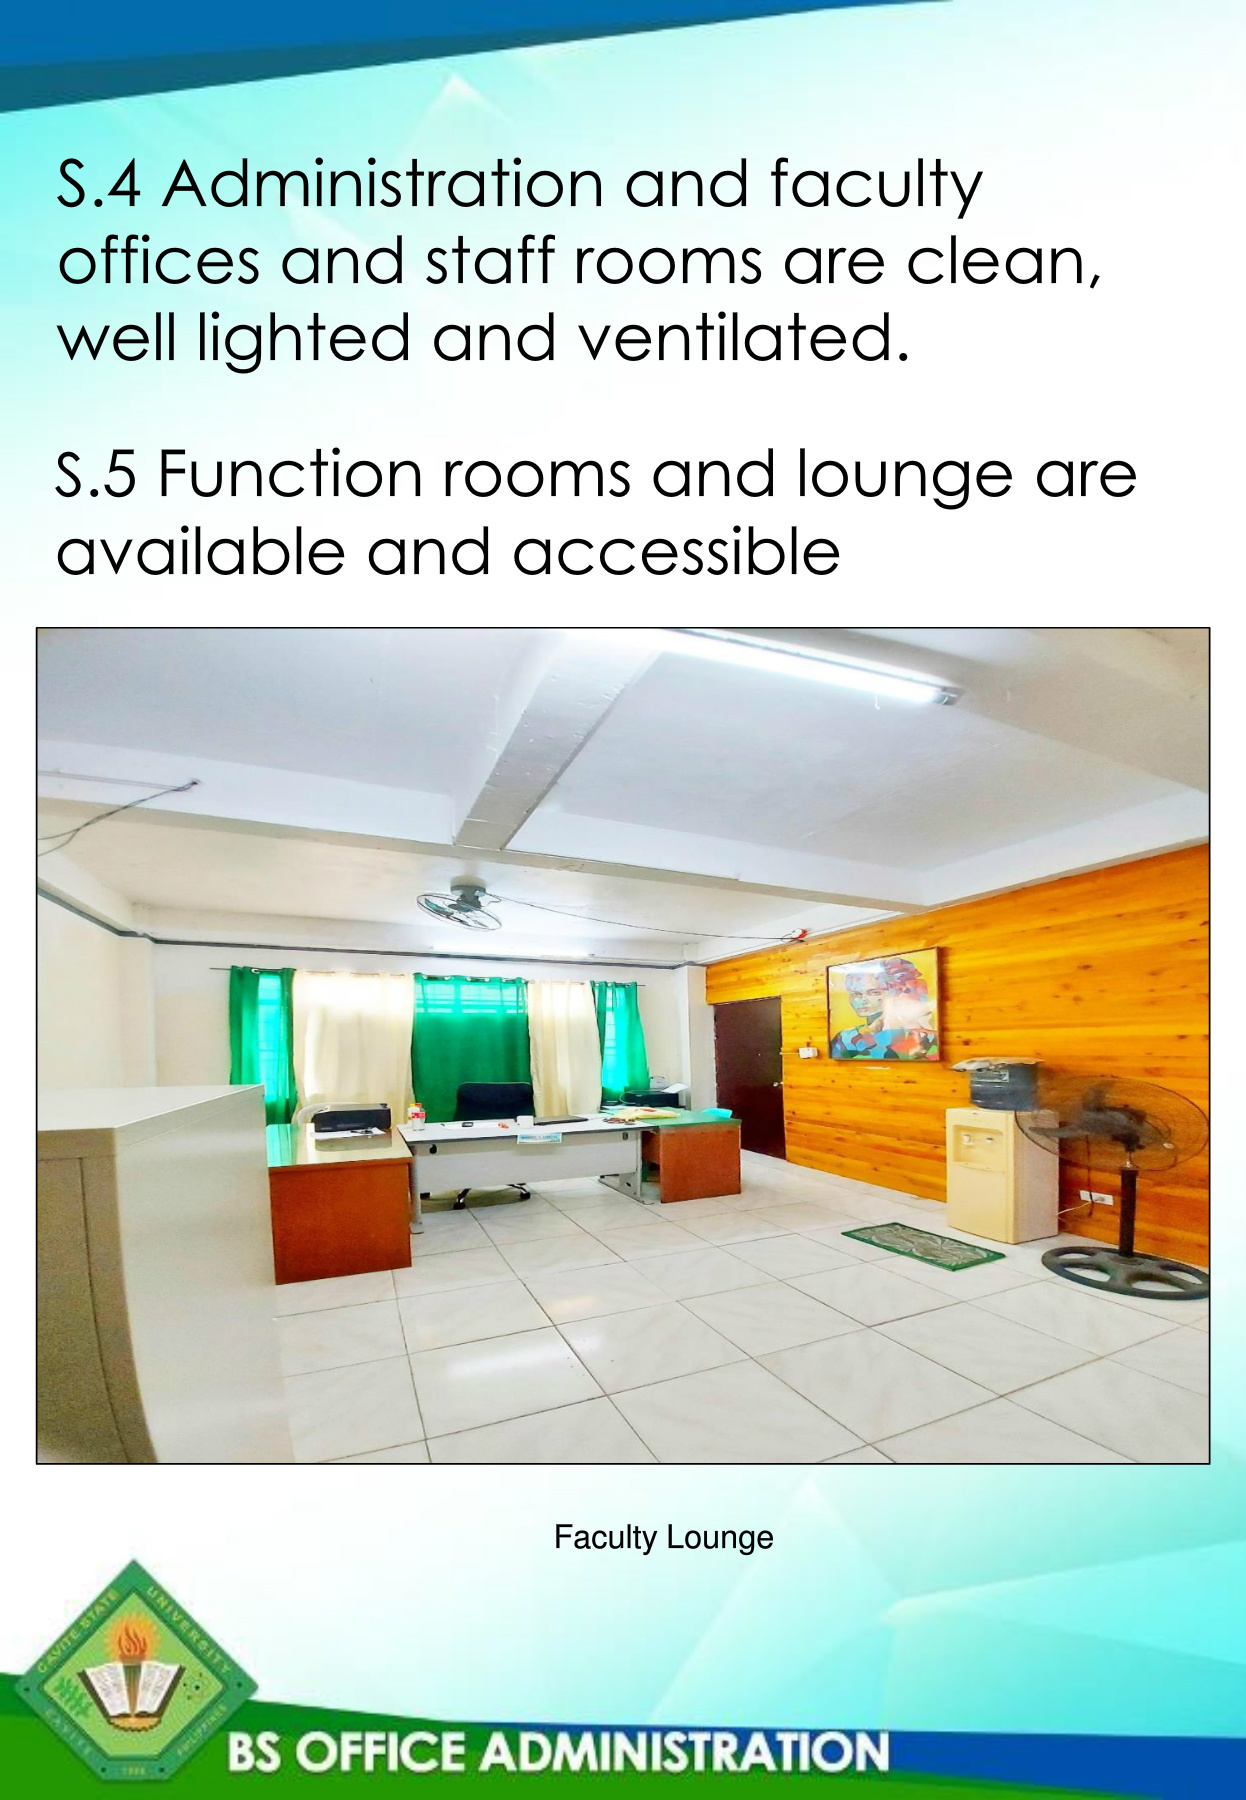 S.4 Administration and faculty
offices and staff rooms are clean,
well lighted and ventilated.
S.5 Function rooms and lounge are
available and accessible
Faculty Lounge
CAVITE STATE UNIVERSITY
CAVITE PHILIPPINES
BS OFFICE ADMINISTRATION